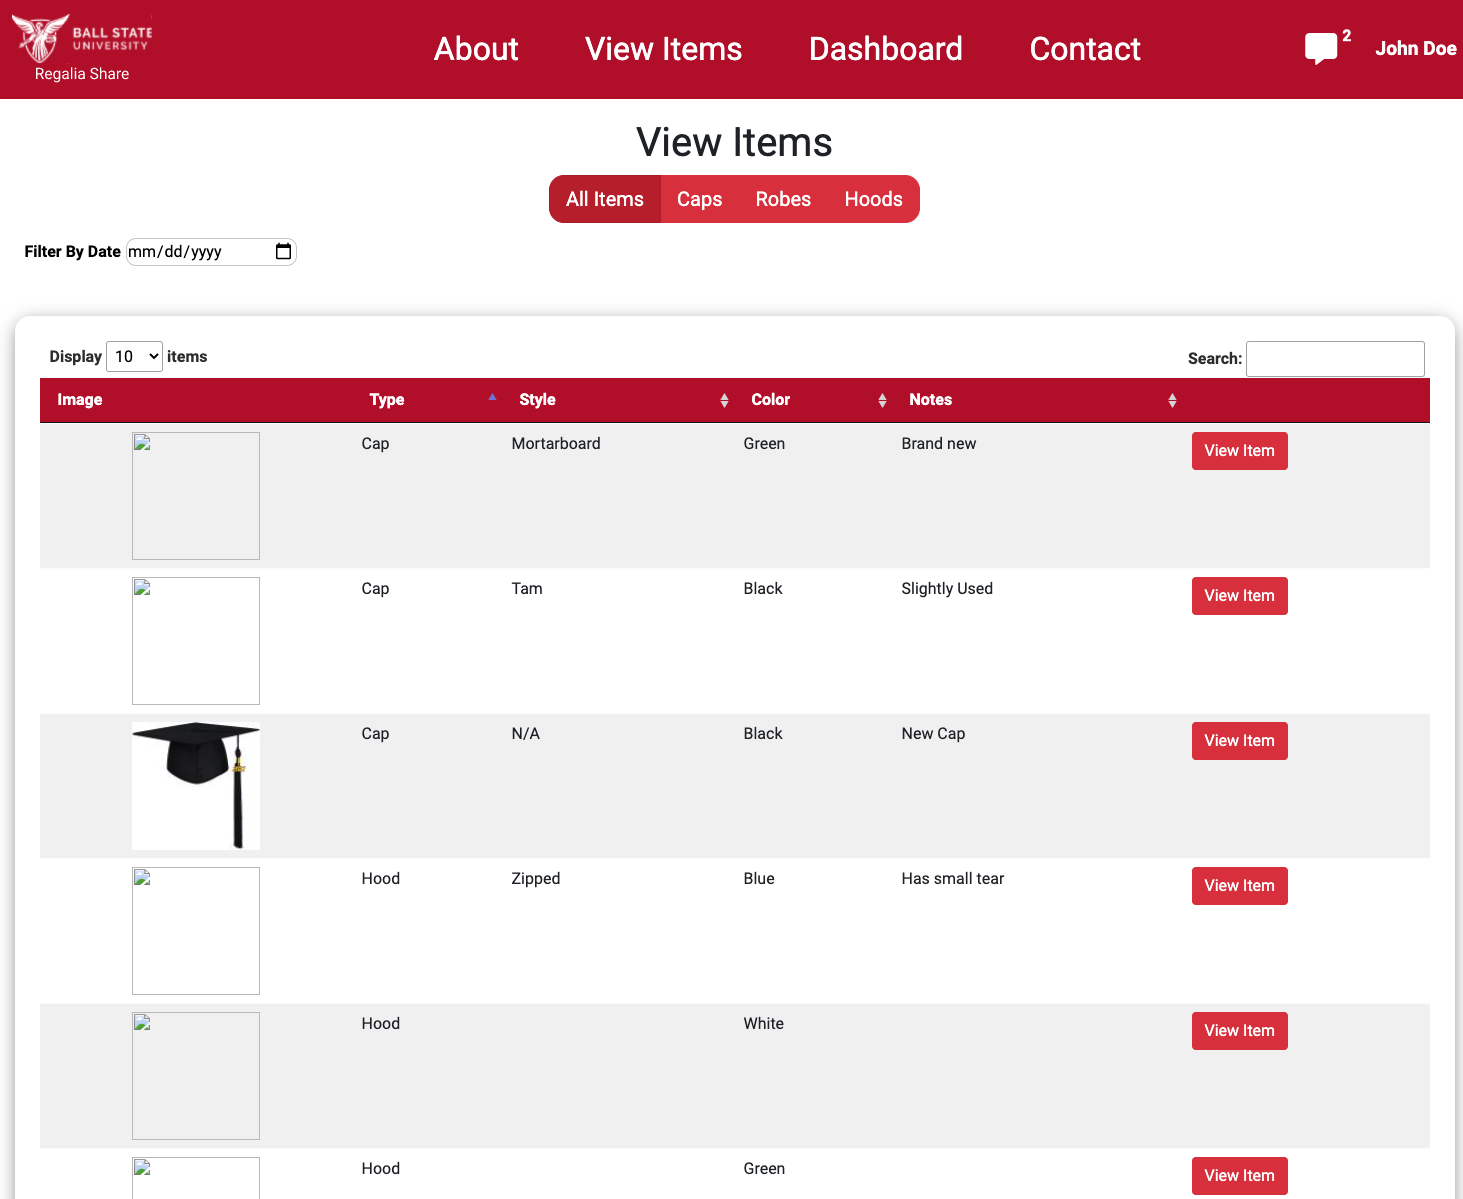 BALL STATE
UNIVERSITY
Regalia Share
About View Items Dashboard Contact
2
John Doe
View Items
All Items Caps Robes Hoods
Filter By Date mm/dd/yyyy
Display 10 items
Search:
Image Type Style Color Notes
Cap Mortarboard Green Brand new View Item
Cap Tam Black Slightly Used View Item
Cap N/A Black New Cap View Item
Hood Zipped Blue Has small tear View Item
Hood White View Item
Hood Green View Item